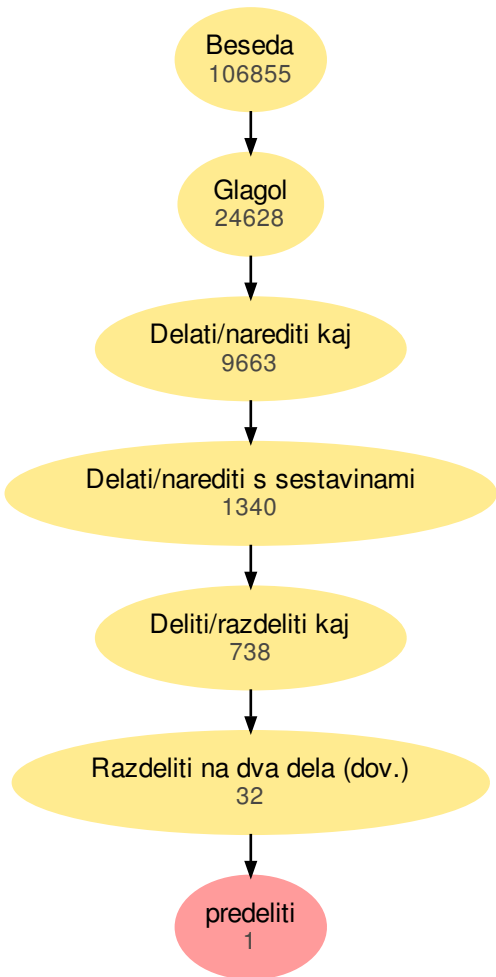 Beseda
106855
Glagol
24628
Delati/narediti kaj
9663
Delati/narediti s sestavinami
1340
Deliti/razdeliti kaj
738
Razdeliti na dva dela (dov.)
32
predeliti
1